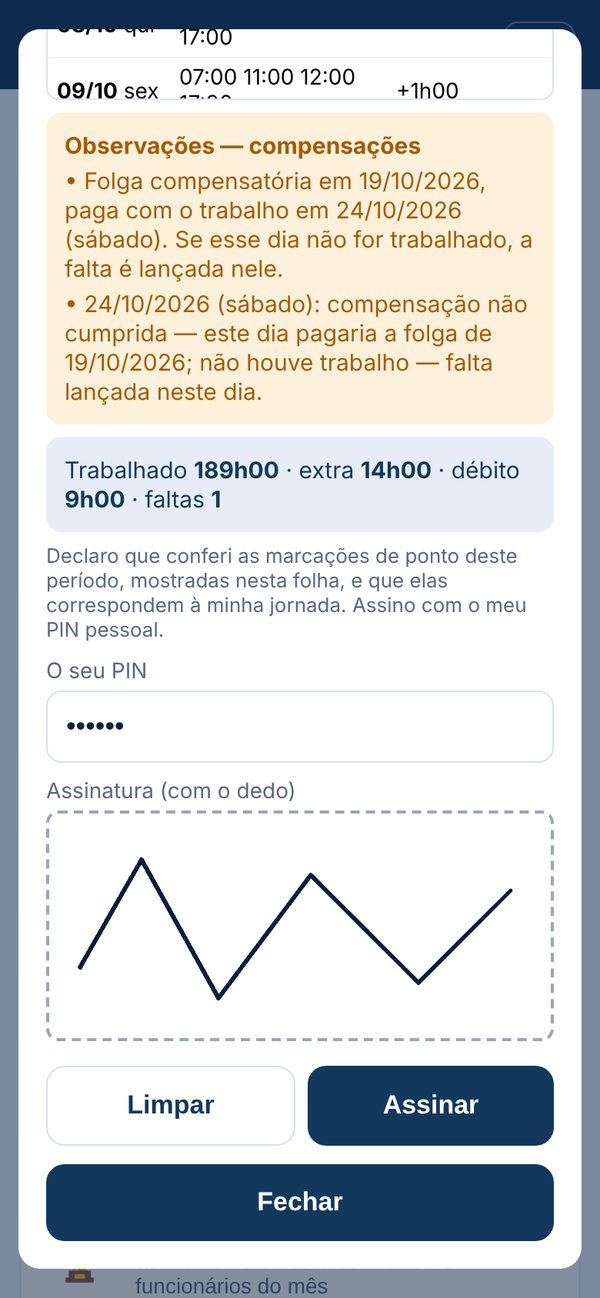 17:00
09/10 sex 07:00 11:00 12:00 +1h00
Observações — compensações
• Folga compensatória em 19/10/2026,
paga com o trabalho em 24/10/2026
(sábado). Se esse dia não for trabalhado, a
falta é lançada nele.
• 24/10/2026 (sábado): compensação não
cumprida — este dia pagaria a folga de
19/10/2026; não houve trabalho — falta
lançada neste dia.
Trabalhado 189h00 · extra 14h00 · débito
9h00 · faltas 1
Declaro que conferi as marcações de ponto deste
período, mostradas nesta folha, e que elas
correspondem à minha jornada. Assino com o meu
PIN pessoal.
O seu PIN
••••••
Assinatura (com o dedo)
Limpar
Assinar
Fechar
funcionários do mês